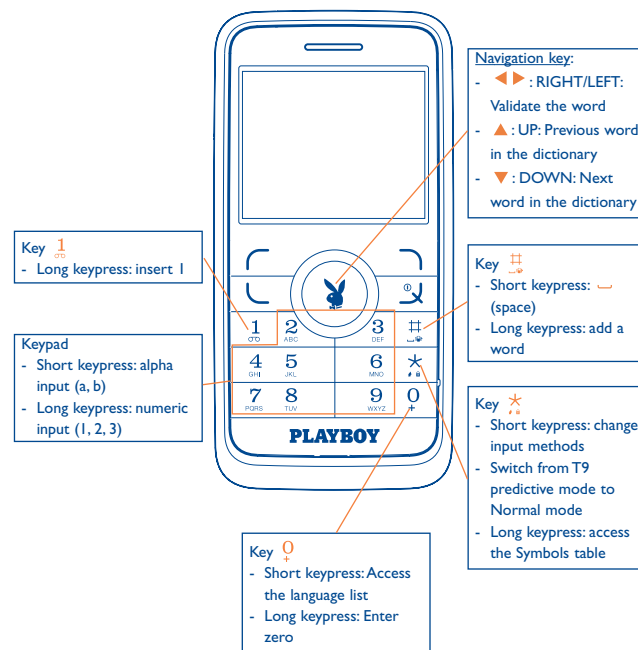 Navigation key:
- ◀ ▶ : RIGHT/LEFT:
Validate the word
- ▲ : UP: Previous word
in the dictionary
- ▼ : DOWN: Next
word in the dictionary
Key 1
- Long keypress: insert 1
Key #
- Short keypress: ⌴
(space)
- Long keypress: add a
word
Keypad
- Short keypress: alpha
input (a, b)
- Long keypress: numeric
input (1, 2, 3)
1 2 3 #
ABC DEF
4 5 6 *
GHI JKL MNO
7 8 9 0
PQRS TUV WXYZ +
PLAYBOY
Key *
- Short keypress: change
input methods
- Switch from T9
predictive mode to
Normal mode
- Long keypress: access
the Symbols table
Key 0
+
- Short keypress: Access
the language list
- Long keypress: Enter
zero